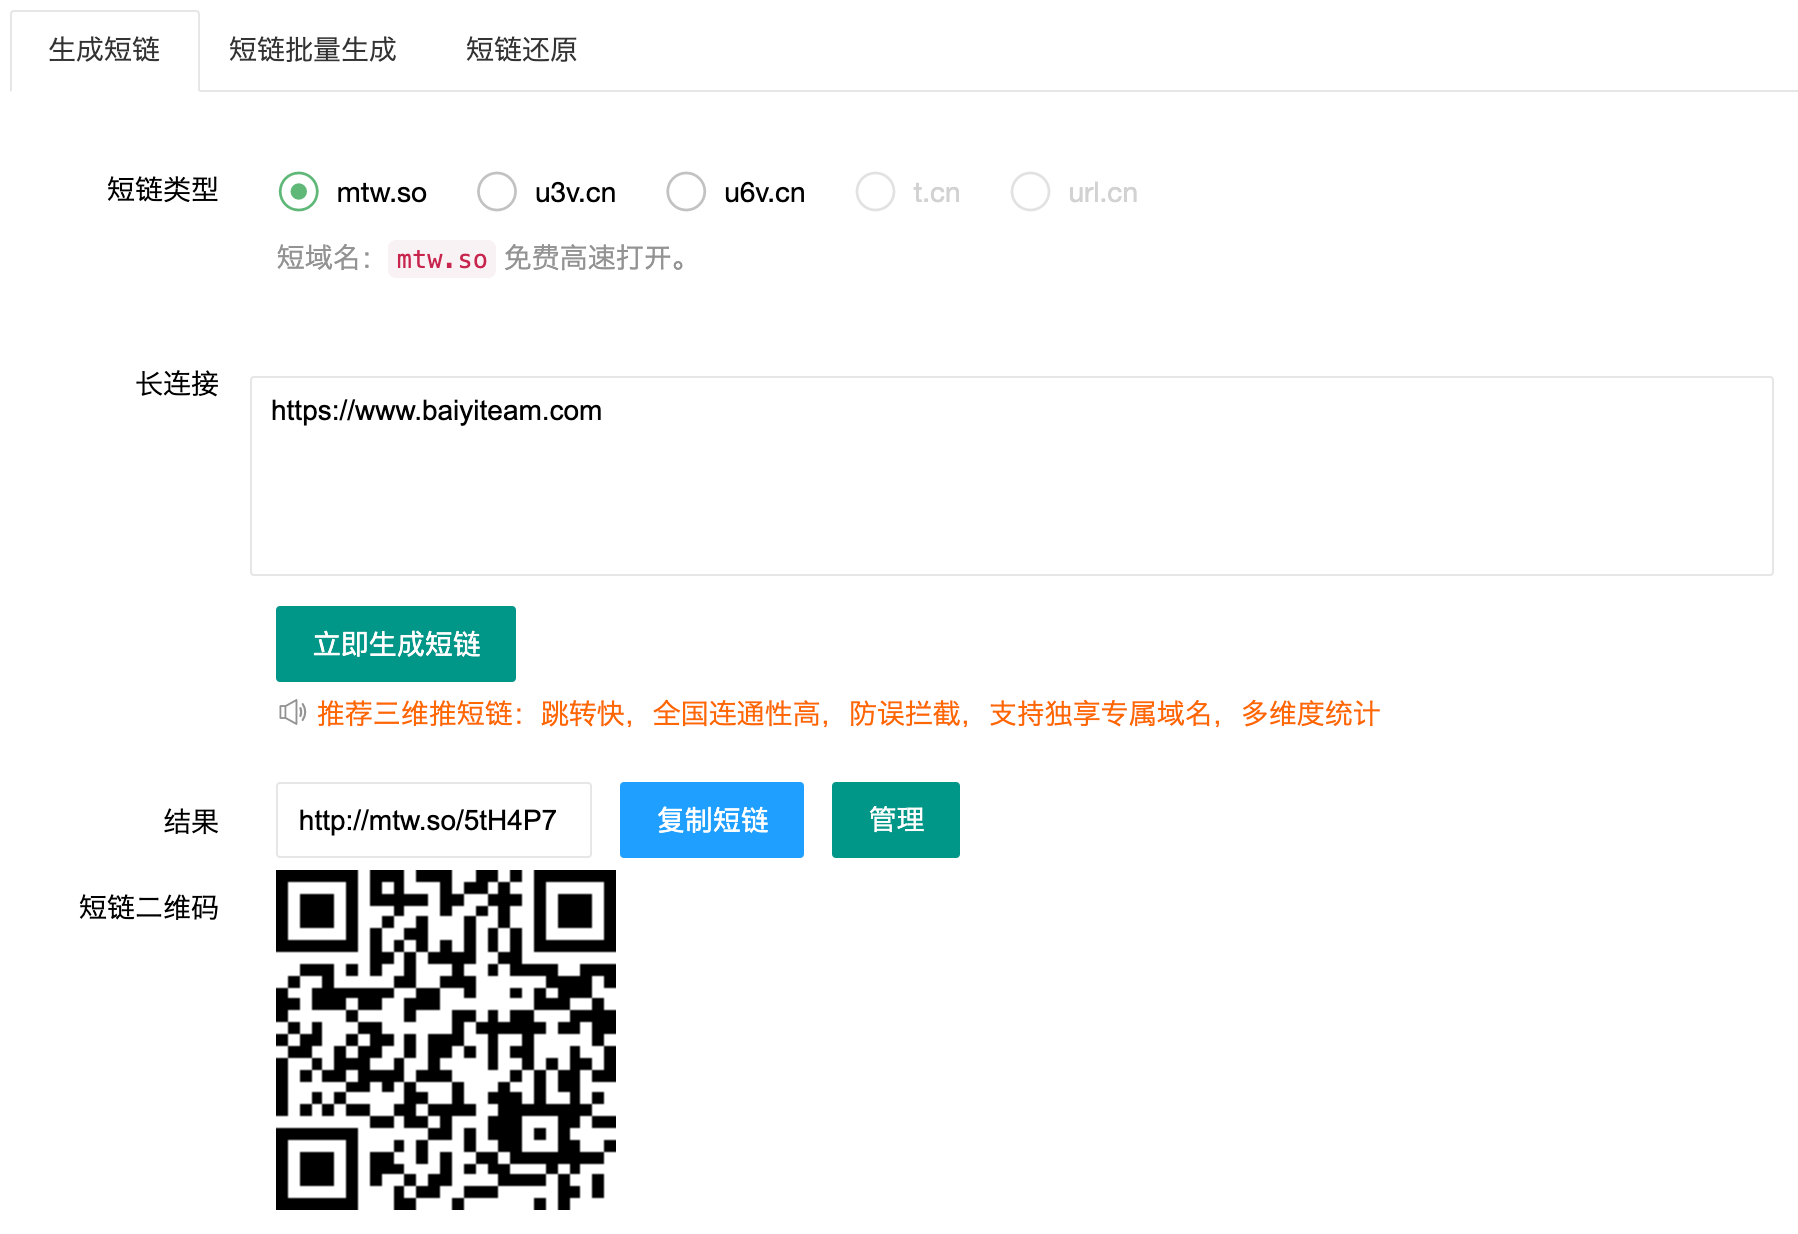 生成短链 短链批量生成 短链还原
短链类型 mtw.so u3v.cn u6v.cn t.cn url.cn
短域名： mtw.so 免费高速打开。
长连接
https://www.baiyiteam.com
立即生成短链
推荐三维推短链：跳转快，全国连通性高，防误拦截，支持独享专属域名，多维度统计
结果 http://mtw.so/5tH4P7 复制短链 管理
短链二维码